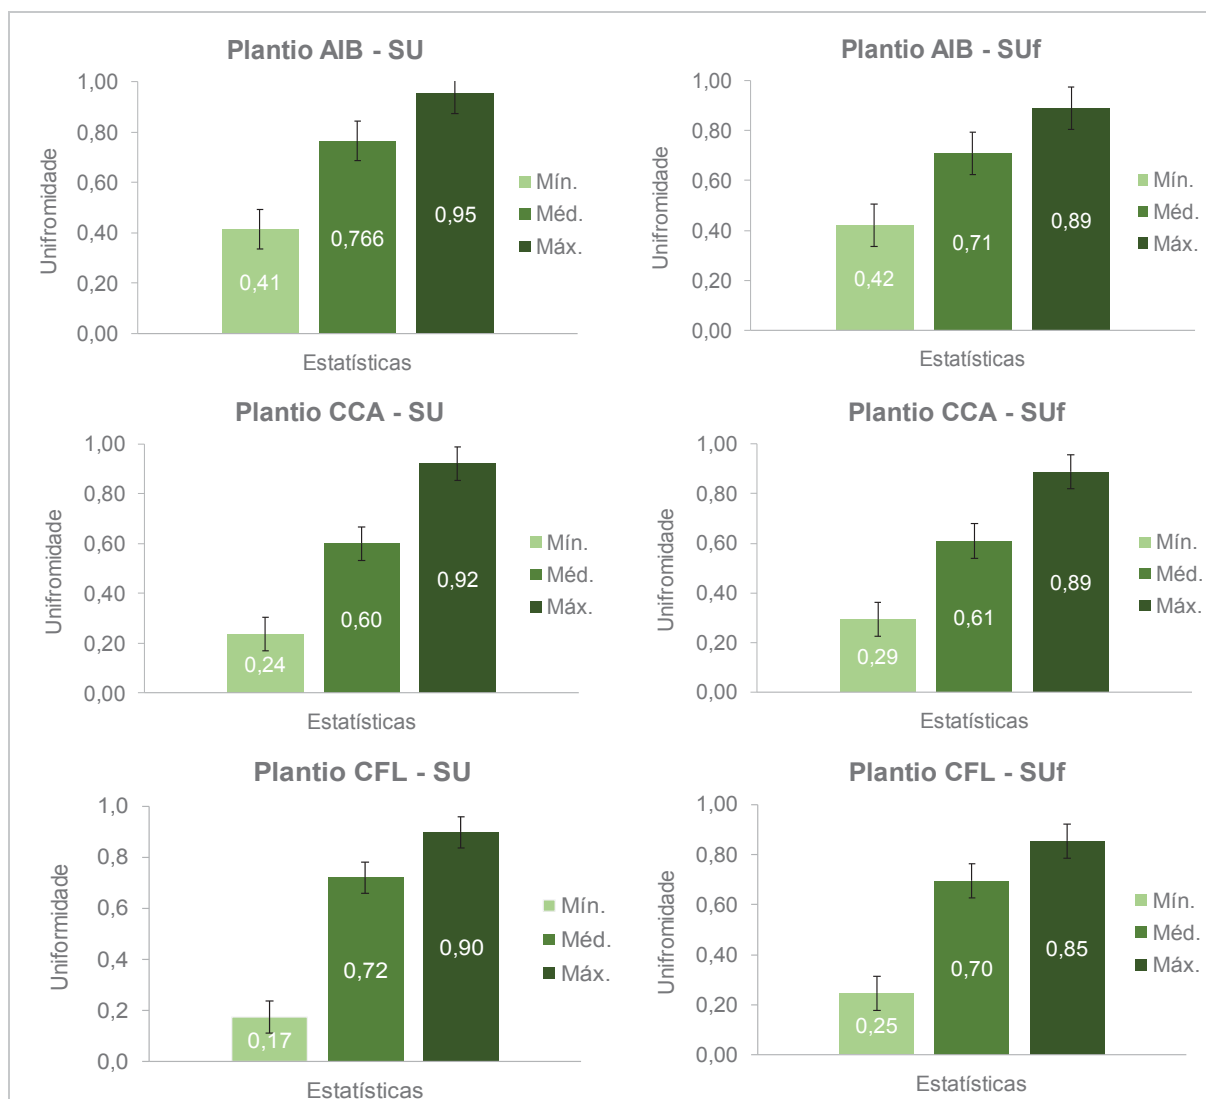 Plantio AIB - SU
Unifromidade
1,00
0,80
0,60
0,40
0,20
0,00
0,41
0,766
0,95
Mín.
Méd.
Máx.
Estatísticas
Plantio AIB - SUf
Unifromidade
1,00
0,80
0,60
0,40
0,20
0,00
0,42
0,71
0,89
Mín.
Méd.
Máx.
Estatísticas
Plantio CCA - SU
Unifromidade
1,00
0,80
0,60
0,40
0,20
0,00
0,24
0,60
0,92
Mín.
Méd.
Máx.
Estatísticas
Plantio CCA - SUf
Unifromidade
1,00
0,80
0,60
0,40
0,20
0,00
0,29
0,61
0,89
Mín.
Méd.
Máx.
Estatísticas
Plantio CFL - SU
Uniformidade
1,0
0,8
0,6
0,4
0,2
0,0
0,17
0,72
0,90
Mín.
Méd.
Máx.
Estatísticas
Plantio CFL - SUf
Unifromidade
1,00
0,80
0,60
0,40
0,20
0,00
0,25
0,70
0,85
Mín.
Méd.
Máx.
Estatísticas